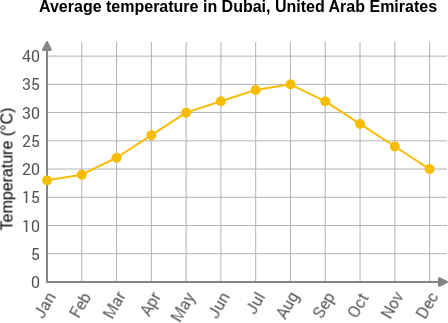 Average temperature in Dubai, United Arab Emirates
Temperature (°C)
40
35
30
25
20
15
10
5
0
Jan
Feb
Mar
Apr
May
Jun
Jul
Aug
Sep
Oct
Nov
Dec